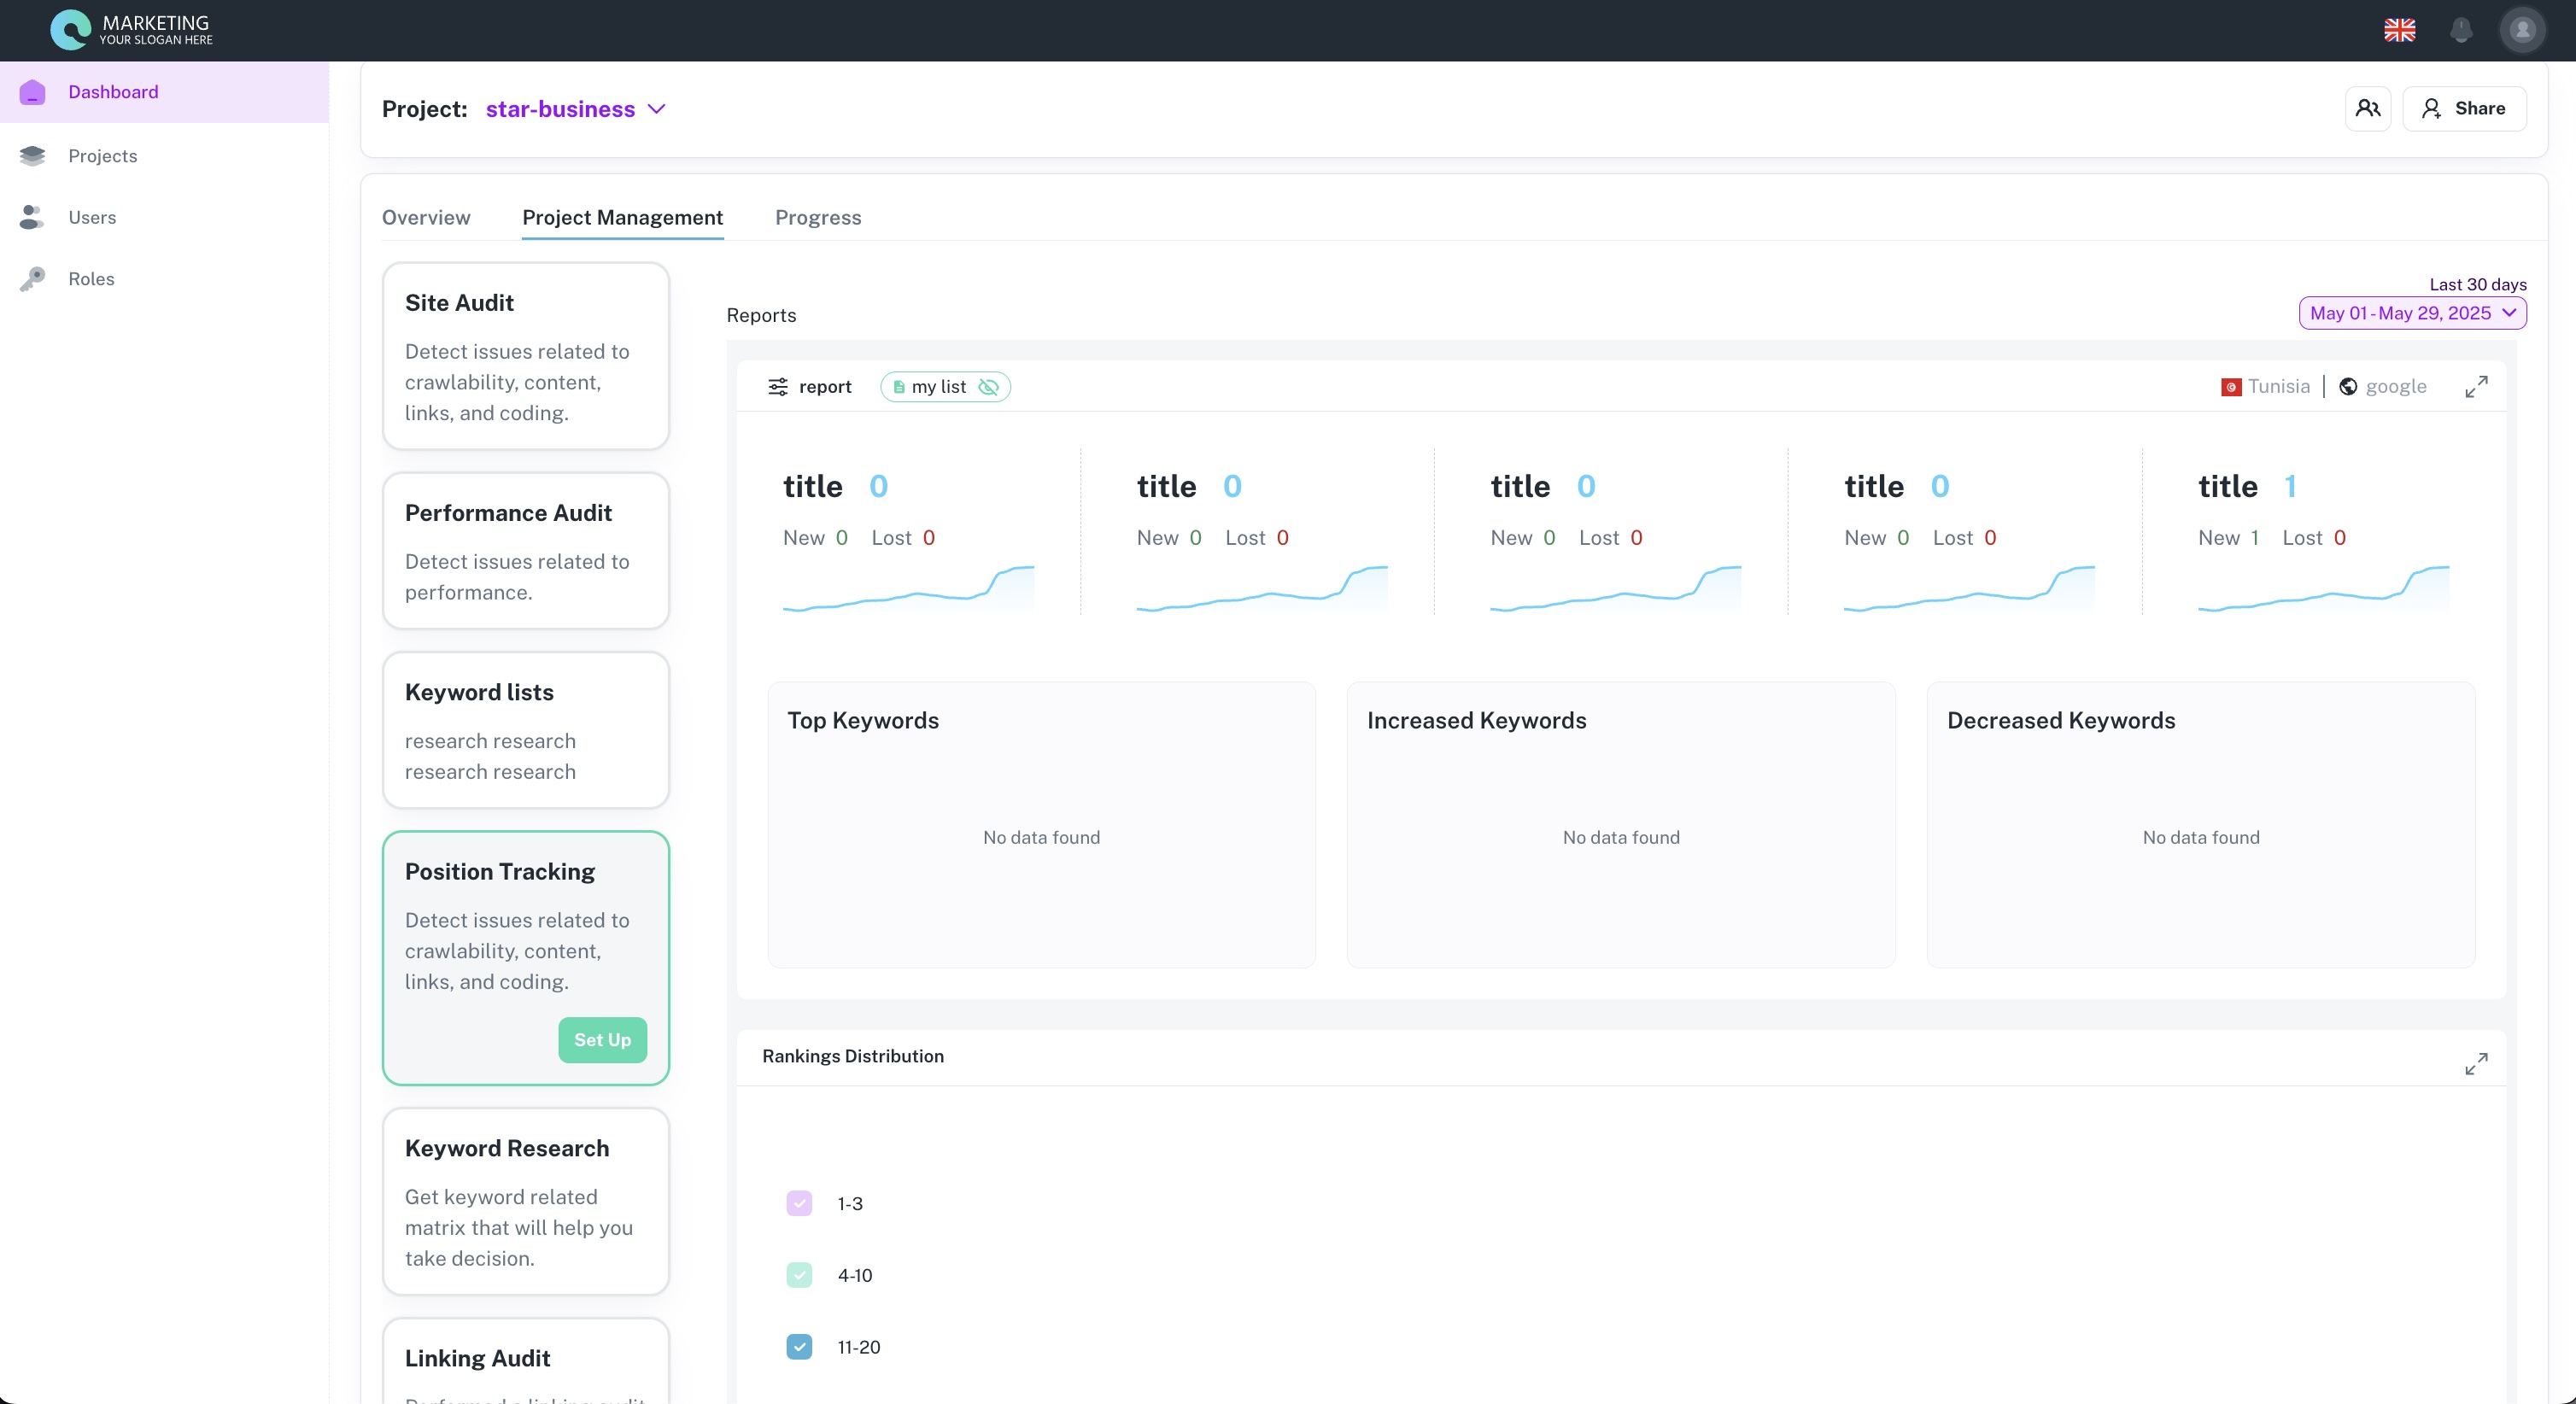 MARKETING
YOUR SLOGAN HERE
Dashboard
Projects
Users
Roles
Project: star-business
Share
Overview Project Management Progress
Site Audit
Detect issues related to
crawlability, content,
links, and coding.
Performance Audit
Detect issues related to
performance.
Keyword lists
research research
research research
Position Tracking
Detect issues related to
crawlability, content,
links, and coding.
Set Up
Keyword Research
Get keyword related
matrix that will help you
take decision.
Linking Audit
Reports
Last 30 days
May 01 - May 29, 2025
report my list Tunisia google
title 0 title 0 title 0 title 0 title 1
New 0 Lost 0 New 0 Lost 0 New 0 Lost 0 New 0 Lost 0 New 1 Lost 0
Top Keywords Increased Keywords Decreased Keywords
No data found No data found No data found
Rankings Distribution
1-3
4-10
11-20